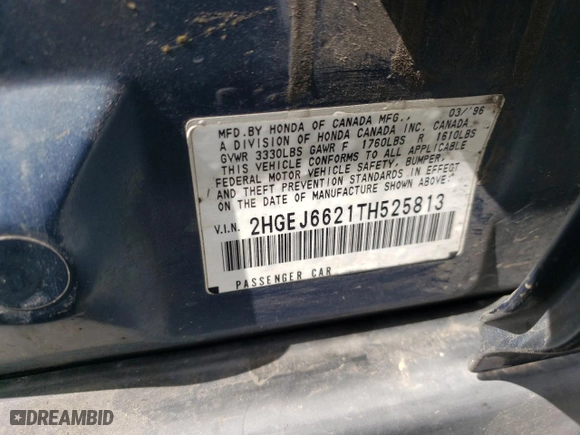 MFD.BY HONDA OF CANADA MFG., 03/'96
A DIVISION OF HONDA CANADA INC. CANADA
GVWR 3330LBS GAWR F 1760LBS R 1610LBS
THIS VEHICLE CONFORMS TO ALL APPLICABLE
FEDERAL MOTOR VEHICLE SAFETY, BUMPER,
AND THEFT PREVENTION STANDARDS IN EFFECT
ON THE DATE OF MANUFACTURE SHOWN ABOVE.
V.I.N. 2HGEJ6621TH525813
PASSENGER CAR
DREAMBID